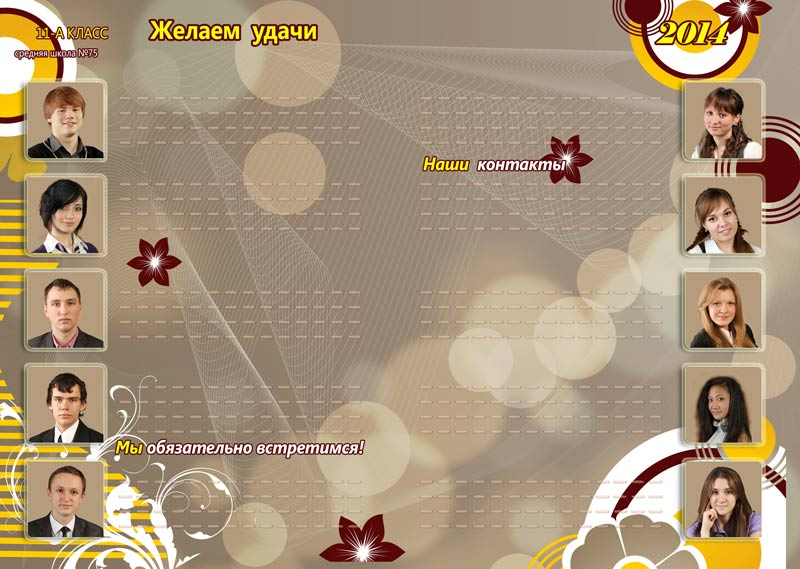 11-А КЛАСС
средняя школа №75
Желаем удачи
2014
Наши контакты
Мы обязательно встретимся!